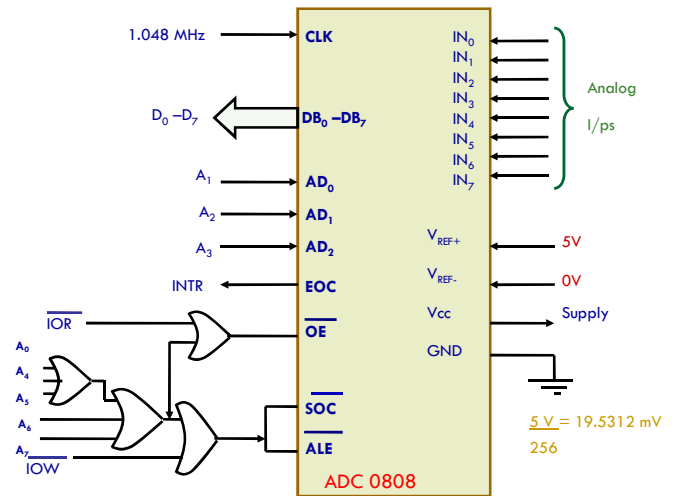 1.048 MHz
CLK
D₀ –D₇
DB₀ –DB₇
A₁
AD₀
A₂
AD₁
A₃
AD₂
INTR
EOC
IOR
OE
A₀
A₄
A₅
A₆
A₇
IOW
SOC
ALE
IN₀
IN₁
IN₂
IN₃
IN₄
IN₅
IN₆
IN₇
Analog
I/ps
V_REF+
5V
V_REF-
0V
Vcc
Supply
GND
5 V = 19.5312 mV
256
ADC 0808